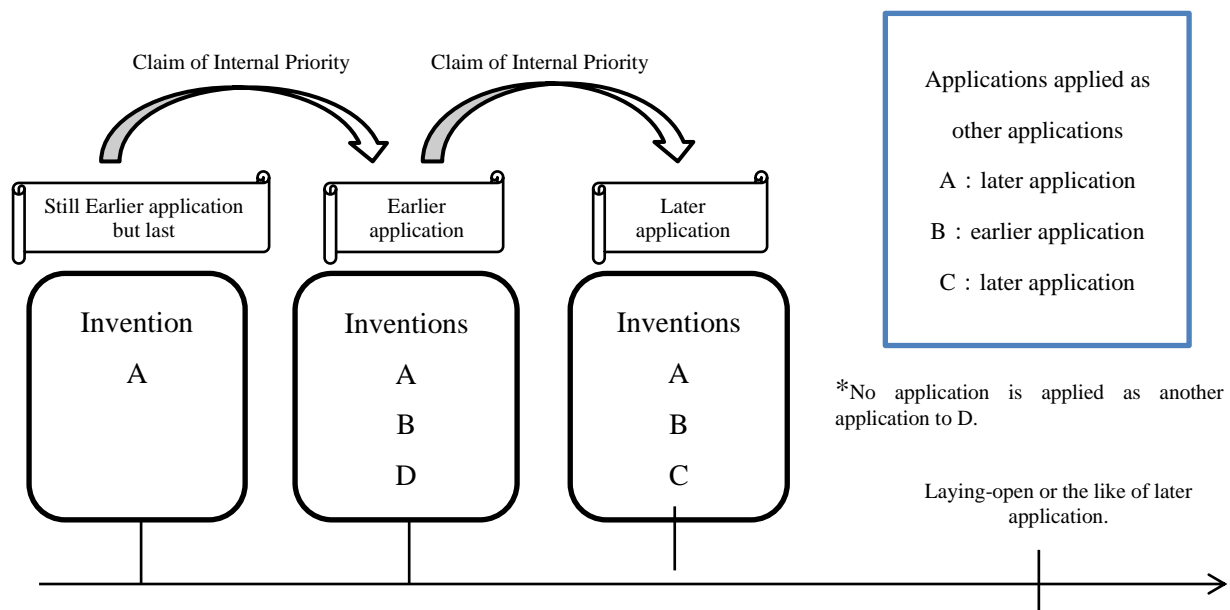 Claim of Internal Priority
Claim of Internal Priority
Still Earlier application
but last
Earlier
application
Later
application
Invention
A
Inventions
A
B
D
Inventions
A
B
C
Applications applied as
other applications
A：later application
B：earlier application
C：later application
*No application is applied as another
application to D.
Laying-open or the like of later
application.